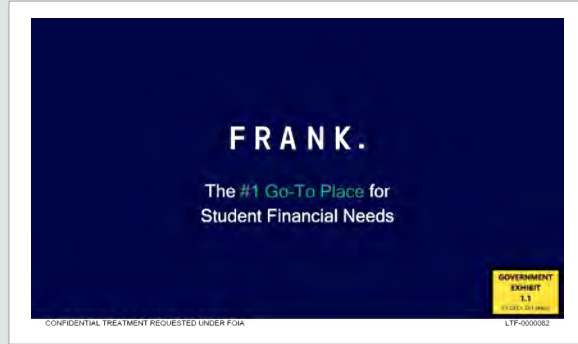 FRANK.
The #1 Go-To Place for
Student Financial Needs
GOVERNMENT
EXHIBIT
1.1
CONFIDENTIAL TREATMENT REQUESTED UNDER FOIA
LTF-0000062